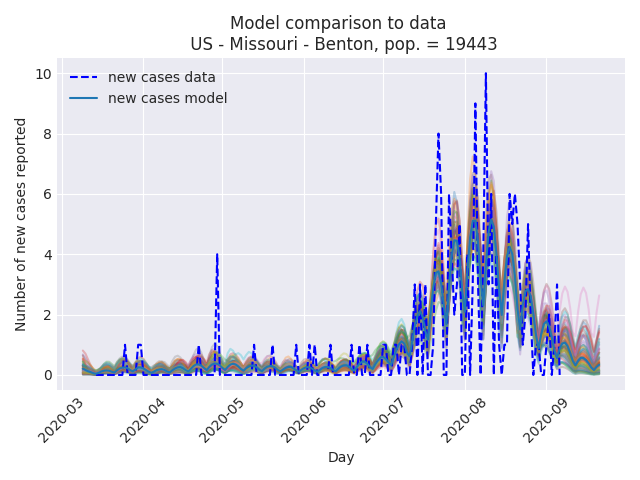 Model comparison to data
US - Missouri - Benton, pop. = 19443
new cases data
new cases model
Number of new cases reported
10
8
6
4
2
0
2020-03
2020-04
2020-05
2020-06
2020-07
2020-08
2020-09
Day